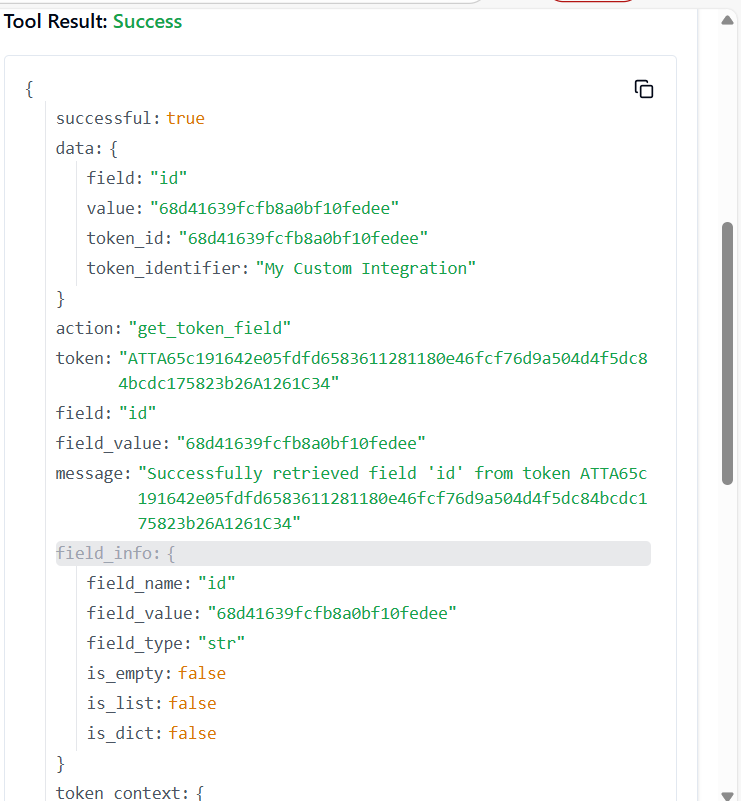 Tool Result: Success
{
successful: true
data: {
field: "id"
value: "68d41639fcfb8a0bf10fedee"
token_id: "68d41639fcfb8a0bf10fedee"
token_identifier: "My Custom Integration"
}
action: "get_token_field"
token: "ATTA65c191642e05fdfd6583611281180e46fcf76d9a504d4f5dc8
4bcdc175823b26A1261C34"
field: "id"
field_value: "68d41639fcfb8a0bf10fedee"
message: "Successfully retrieved field 'id' from token ATTA65c
191642e05fdfd6583611281180e46fcf76d9a504d4f5dc84bcdc1
75823b26A1261C34"
field_info: {
field_name: "id"
field_value: "68d41639fcfb8a0bf10fedee"
field_type: "str"
is_empty: false
is_list: false
is_dict: false
}
token_context: {